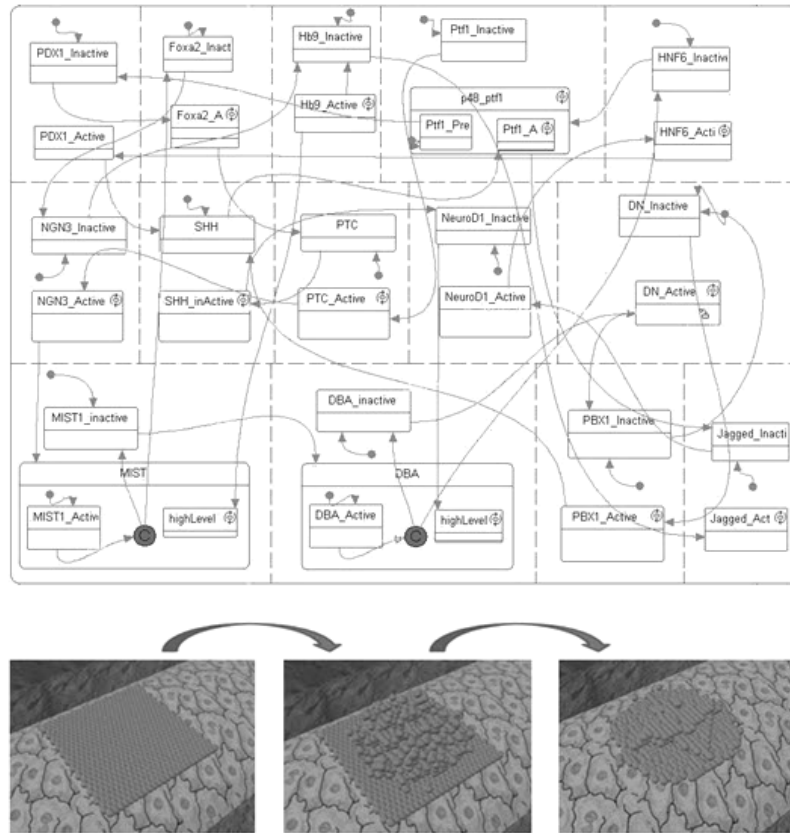 PDX1_Inactive
Foxa2_Inact
Hb9_Inactive
Ptf1_Inactive
HNF6_Inactive
Foxa2_A
Hb9_Active
p48_ptf1
Ptf1_Pre
Ptf1_A
PDX1_Active
HNF6_Acti
NGN3_Inactive
SHH
PTC
NeuroD1_Inactive
DN_Inactive
NGN3_Active
SHH_inActive
PTC_Active
NeuroD1_Active
DN_Active
MIST1_inactive
DBA_inactive
PBX1_Inactive
Jagged_Inacti
MIST
DBA
MIST1_Active
C
highLevel
DBA_Active
C
highLevel
PBX1_Active
Jagged_Act